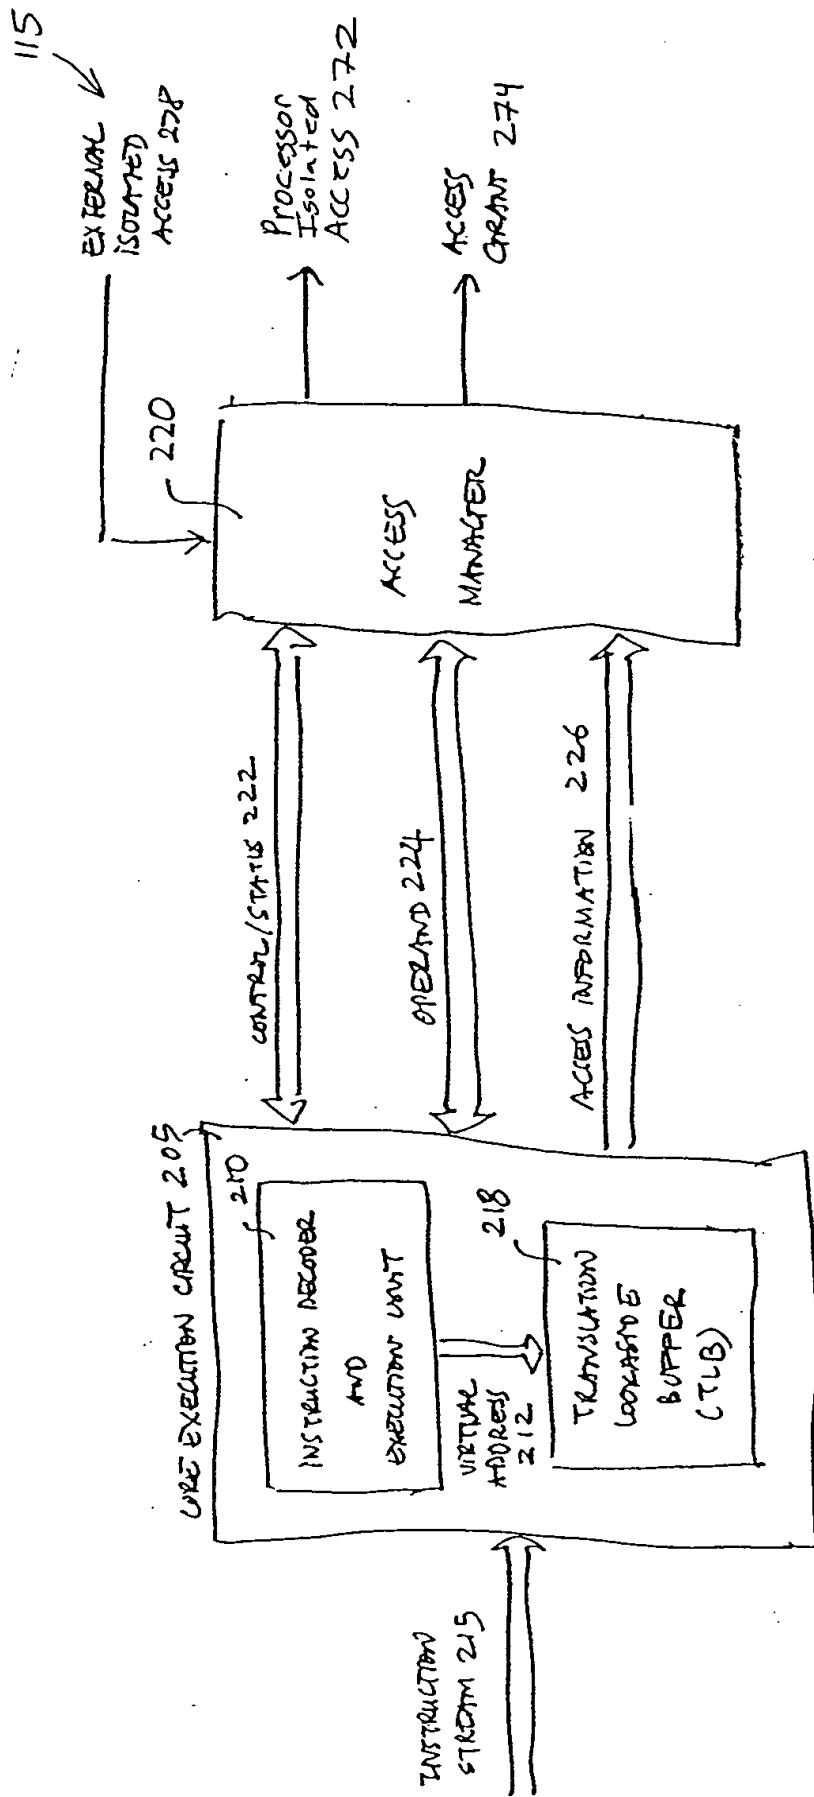 115
EXTERNAL
ISOLATED
ACCESS 278
Processor
Isolated
Access 272
ACCESS
GRANT 274
220
ACCESS
MANAGER
CONTROL/STATUS 222
OPERAND 224
ACCESS INFORMATION 226
CORE EXECUTION CIRCUIT 205
210
INSTRUCTION DECODER
AND
EXECUTION UNIT
VIRTUAL
ADDRESS
212
218
TRANSLATION
LOOKASIDE
BUFFER
(TLB)
INSTRUCTION
STREAM 215